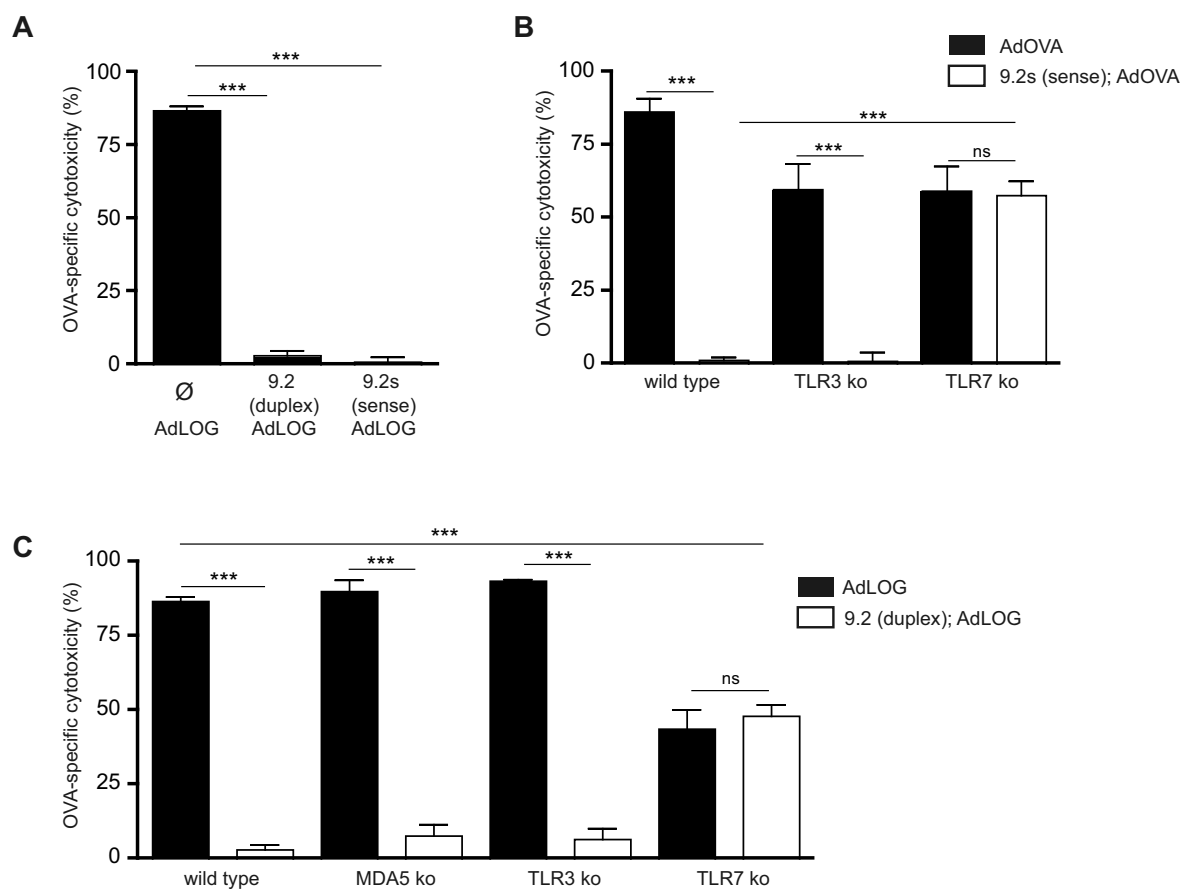 A
OVA-specific cytotoxicity (%)
100
75
50
25
0
***
***
Ø
AdLOG
9.2
(duplex)
AdLOG
9.2s
(sense)
AdLOG
B
AdOVA
9.2s (sense); AdOVA
OVA-specific cytotoxicity (%)
100
75
50
25
0
***
***
***
ns
wild type
TLR3 ko
TLR7 ko
C
AdLOG
9.2 (duplex); AdLOG
OVA-specific cytotoxicity (%)
100
75
50
25
0
***
***
***
***
ns
wild type
MDA5 ko
TLR3 ko
TLR7 ko